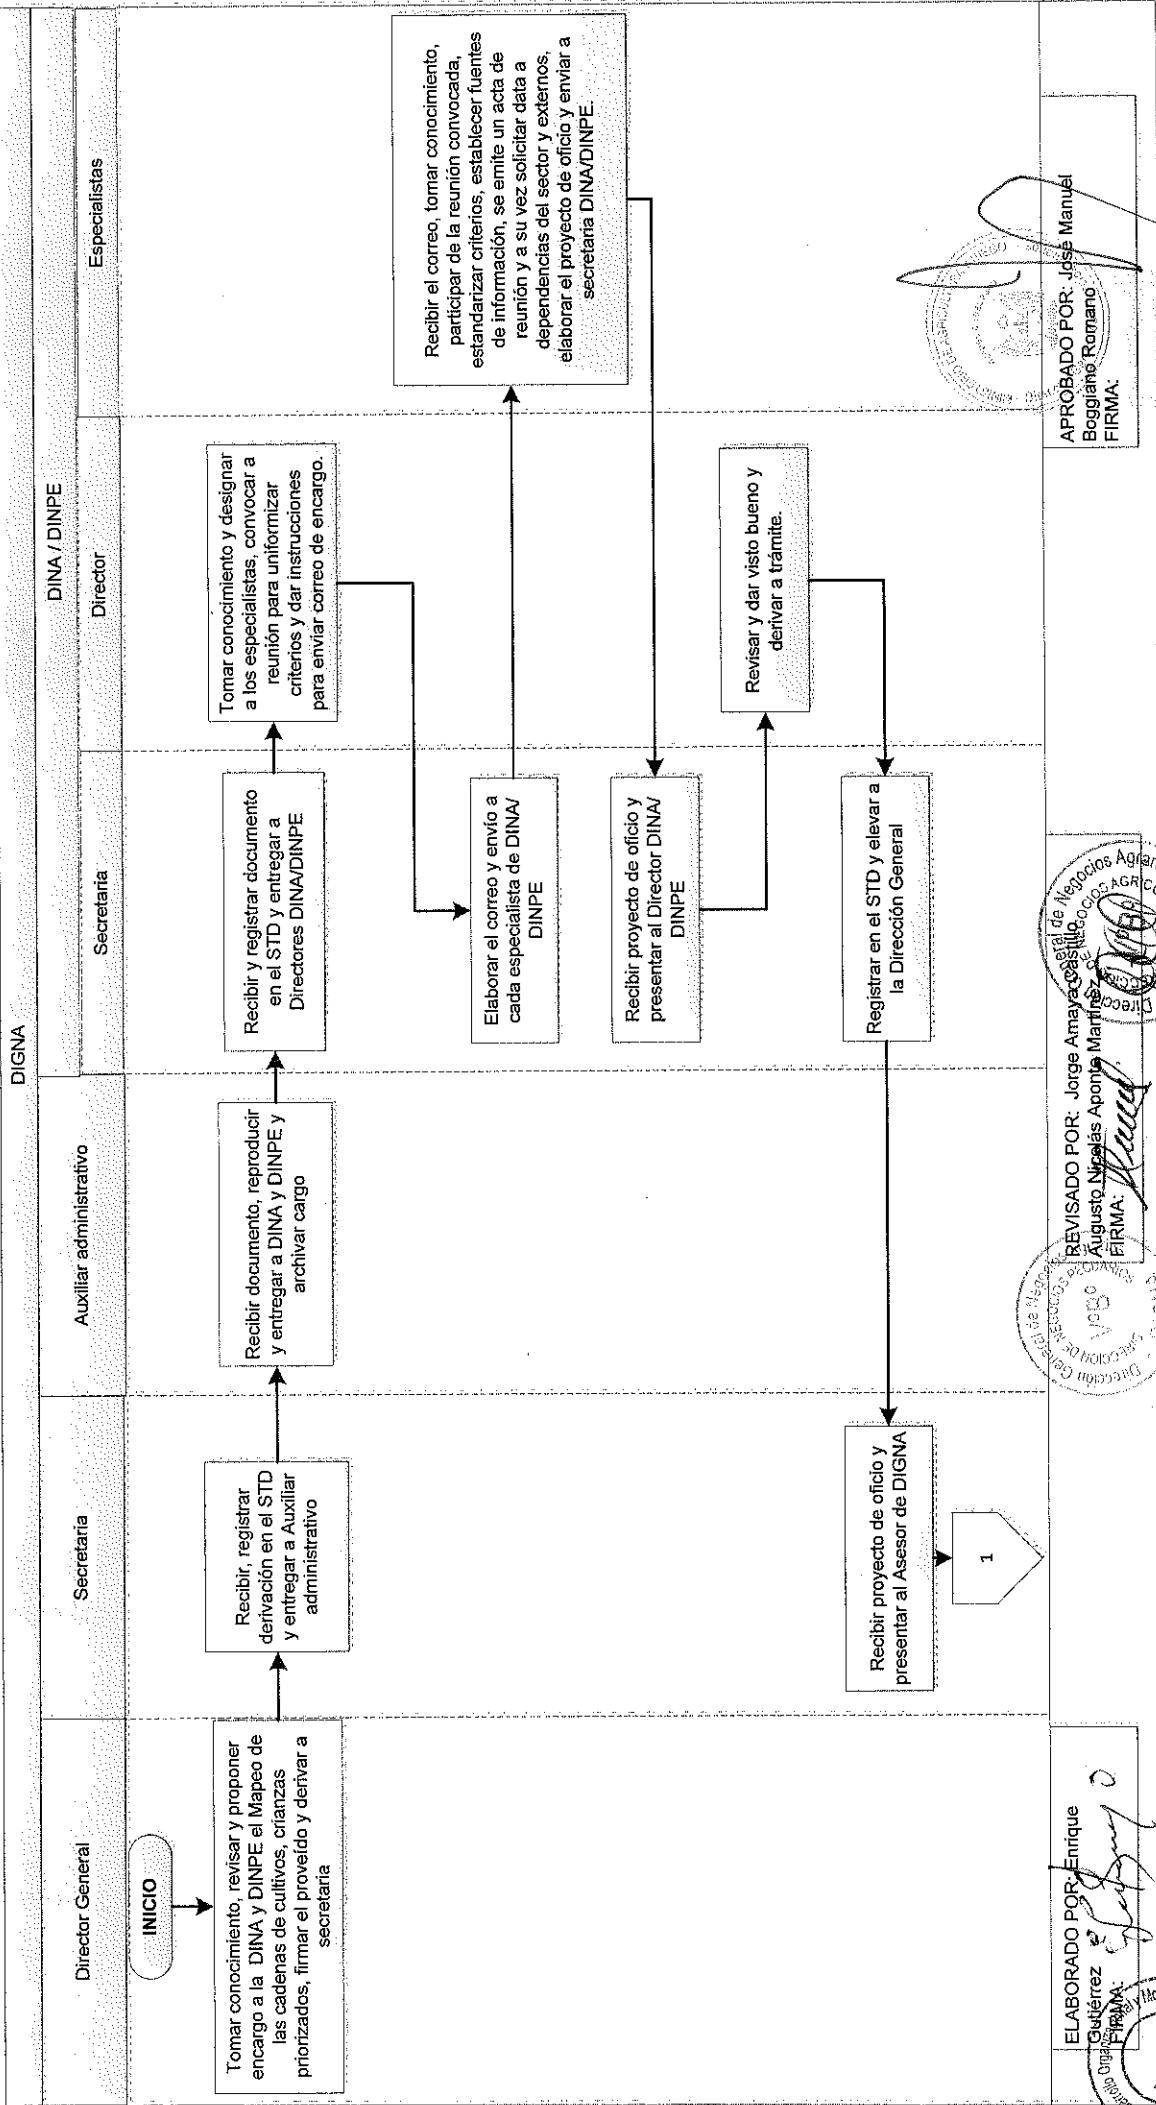 DIGNA
DINA / DINPE
Director General
Secretaria
Auxiliar administrativo
Secretaria
Director
Especialistas
INICIO
Tomar conocimiento, revisar y proponer
encargo a la DINA y DINPE el Mapeo de
las cadenas de cultivos, crianzas
priorizados, firmar el proveído y derivar a
secretaria
Recibir, registrar
derivación en el STD
y entregar a Auxiliar
administrativo
Recibir documento, reproducir
y entregar a DINA y DINPE y
archivar cargo
Recibir y registrar documento
en el STD y entregar a
Directores DINA/DINPE
Tomar conocimiento y designar
a los especialistas, convocar a
reunión para uniformizar
criterios y dar instrucciones
para enviar correo de encargo.
Elaborar el correo y envío a
cada especialista de DINA/
DINPE
Recibir el correo, tomar conocimiento,
participar de la reunión convocada,
estandarizar criterios, establecer fuentes
de información, se emite un acta de
reunión y a su vez solicitar data a
dependencias del sector y externos,
elaborar el proyecto de oficio y enviar a
secretaria DINA/DINPE.
Recibir proyecto de oficio y
presentar al Director DINA/
DINPE
Revisar y dar visto bueno y
derivar a trámite.
Registrar en el STD y elevar a
la Dirección General
Recibir proyecto de oficio y
presentar al Asesor de DIGNA
1
ELABORADO POR: Enrique
Gutiérrez
FIRMA:
REVISADO POR: Jorge Amaya Castillo
Augusto Nicolás Aponte Martínez
FIRMA:
APROBADO POR: José Manuel
Boggiano Romano
FIRMA:
Dirección General de Negocios
DIRECCION DE NEGOCIOS PECUARIOS
VºBº